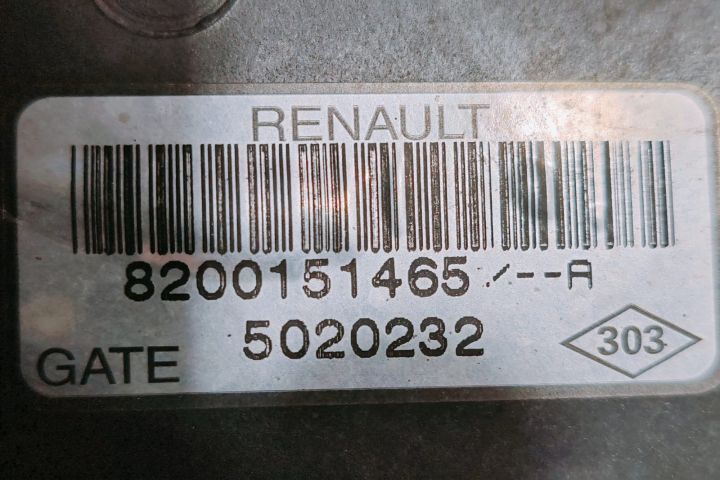 RENAULT
8200151465/--A
5020232
303
GATE